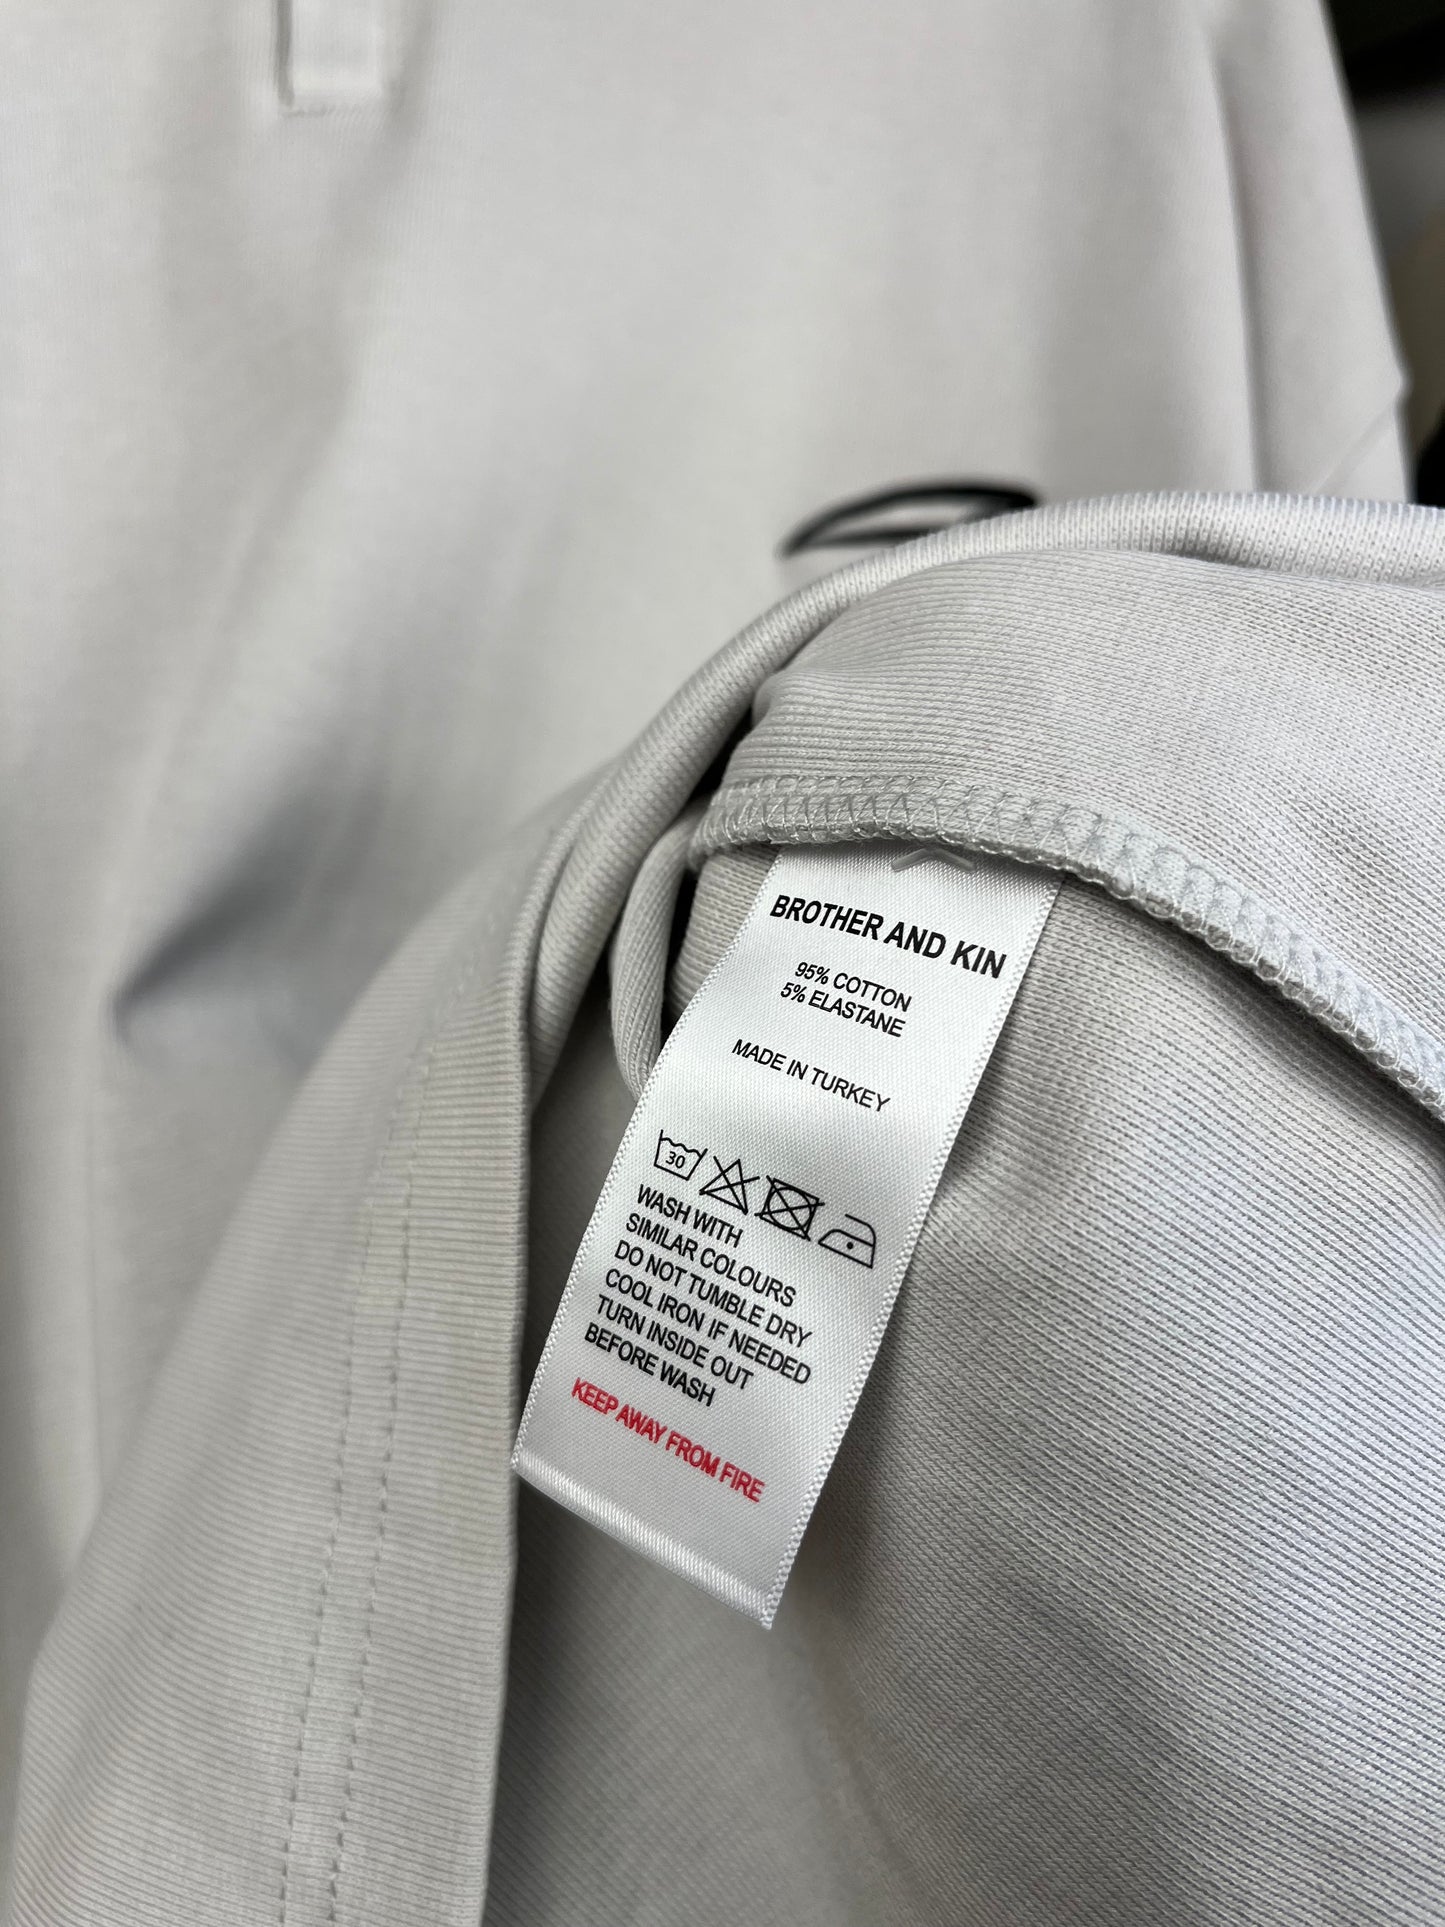 BROTHER AND KIN
95% COTTON
5% ELASTANE
MADE IN TURKEY
30
WASH WITH
SIMILAR COLOURS
DO NOT TUMBLE DRY
COOL IRON IF NEEDED
TURN INSIDE OUT
BEFORE WASH
KEEP AWAY FROM FIRE